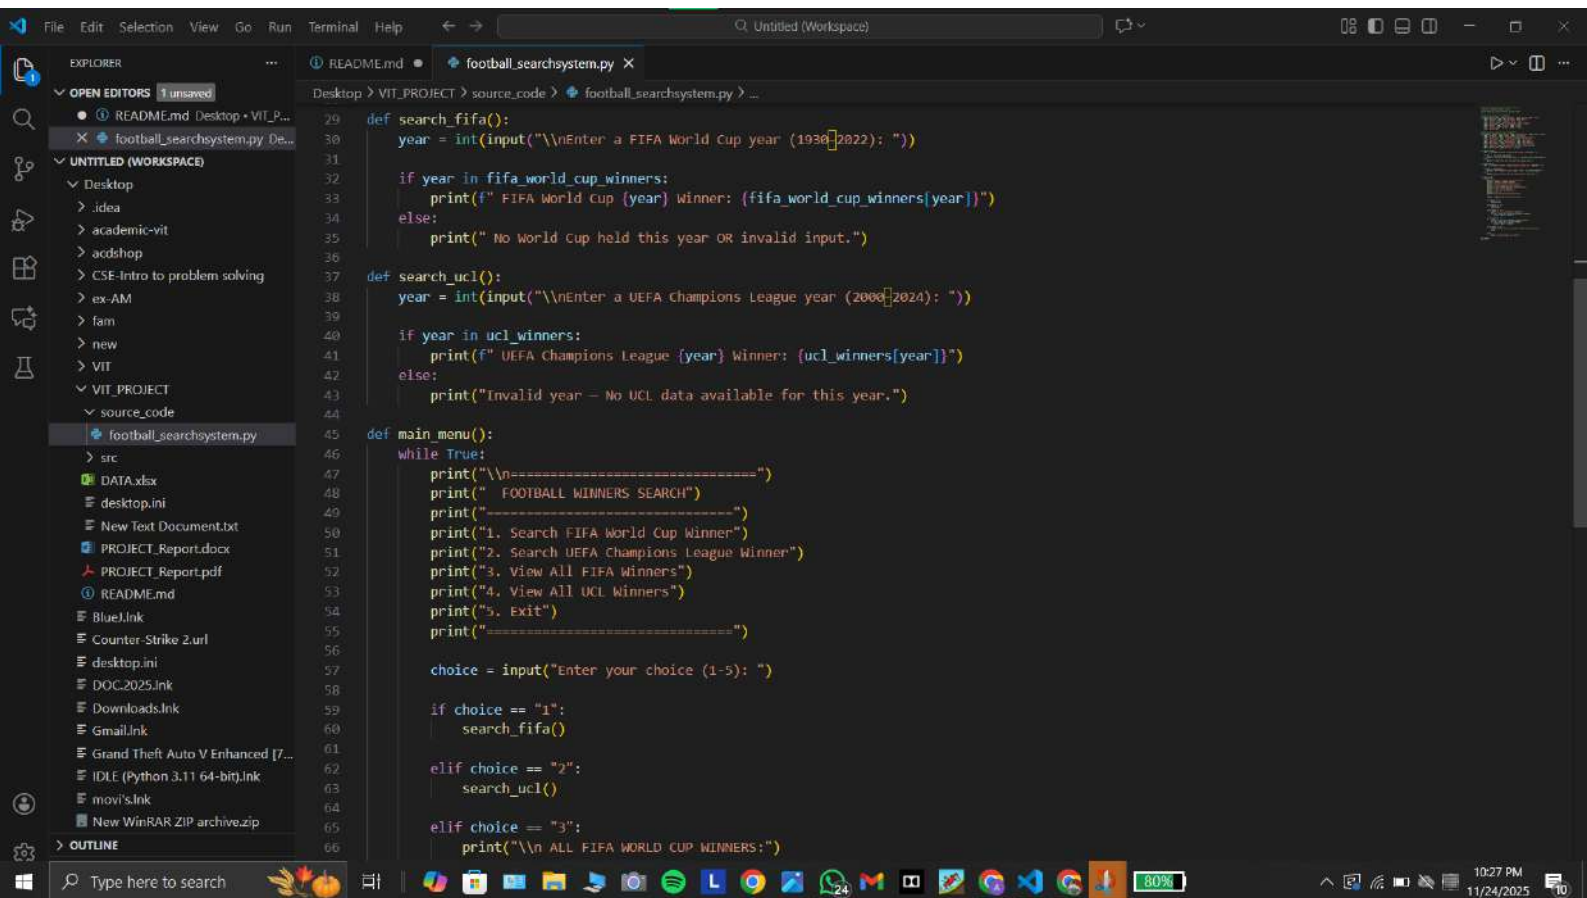 File Edit Selection View Go Run Terminal Help Untitled (Workspace)
EXPLORER
README.md football_searchsystem.py
OPEN EDITORS 1 unsaved
README.md Desktop • VIT_P...
football_searchsystem.py De...
UNTITLED (WORKSPACE)
Desktop
.idea
academic-vit
acdshop
CSE-Intro to problem solving
ex-AM
fam
new
VIT
VIT_PROJECT
source_code
football_searchsystem.py
src
DATA.xlsx
desktop.ini
New Text Document.txt
PROJECT_Report.docx
PROJECT_Report.pdf
README.md
BlueJ.lnk
Counter-Strike 2.url
desktop.ini
DOC.2025.lnk
Downloads.lnk
Gmail.lnk
Grand Theft Auto V Enhanced [7...
IDLE (Python 3.11 64-bit).lnk
movi's.lnk
New WinRAR ZIP archive.zip
OUTLINE
Desktop > VIT_PROJECT > source_code > football_searchsystem.py > ...
29 def search_fifa():
30 year = int(input("\\nEnter a FIFA World Cup year (1930–2022): "))
31
32 if year in fifa_world_cup_winners:
33 print(f" FIFA World Cup {year} Winner: {fifa_world_cup_winners[year]}")
34 else:
35 print(" No World Cup held this year OR invalid input.")
36
37 def search_ucl():
38 year = int(input("\\nEnter a UEFA Champions League year (2000–2024): "))
39
40 if year in ucl_winners:
41 print(f" UEFA Champions League {year} Winner: {ucl_winners[year]}")
42 else:
43 print("Invalid year — No UCL data available for this year.")
44
45 def main_menu():
46 while True:
47 print("\\n===============================")
48 print("  FOOTBALL WINNERS SEARCH")
49 print("===============================")
50 print("1. Search FIFA World Cup Winner")
51 print("2. Search UEFA Champions League Winner")
52 print("3. View All FIFA Winners")
53 print("4. View All UCL Winners")
54 print("5. Exit")
55 print("===============================")
56
57 choice = input("Enter your choice (1-5): ")
58
59 if choice == "1":
60 search_fifa()
61
62 elif choice == "2":
63 search_ucl()
64
65 elif choice == "3":
66 print("\\n ALL FIFA WORLD CUP WINNERS:")
Type here to search
L
24
80%
10:27 PM
11/24/2025
10